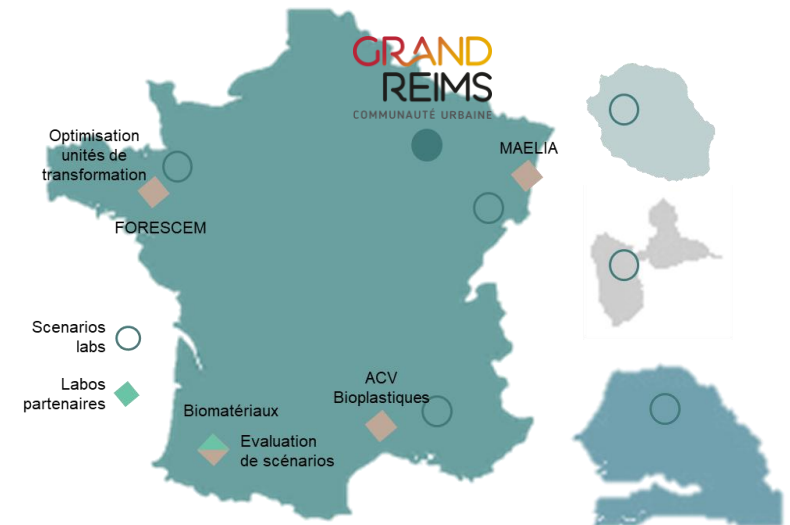 GRAND
REIMS
COMMUNAUTÉ URBAINE
Optimisation
unités de
transformation
FORESCEM
MAELIA
Scenarios
labs
Labos
partenaires
Biomatériaux
Evaluation
de scénarios
ACV
Bioplastiques